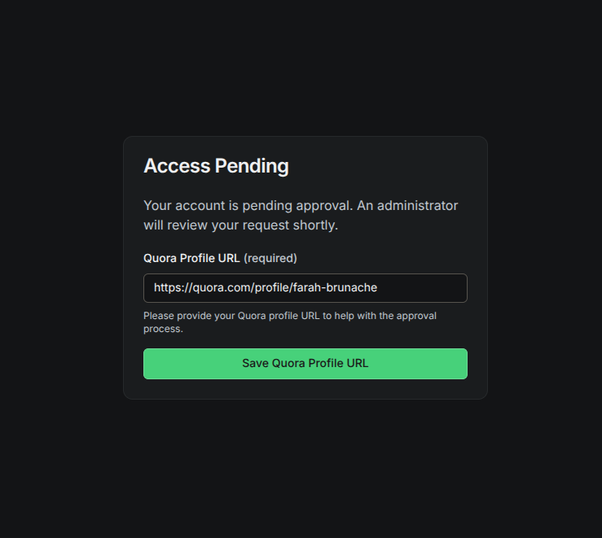 Access Pending
Your account is pending approval. An administrator
will review your request shortly.
Quora Profile URL (required)
https://quora.com/profile/farah-brunache
Please provide your Quora profile URL to help with the approval
process.
Save Quora Profile URL